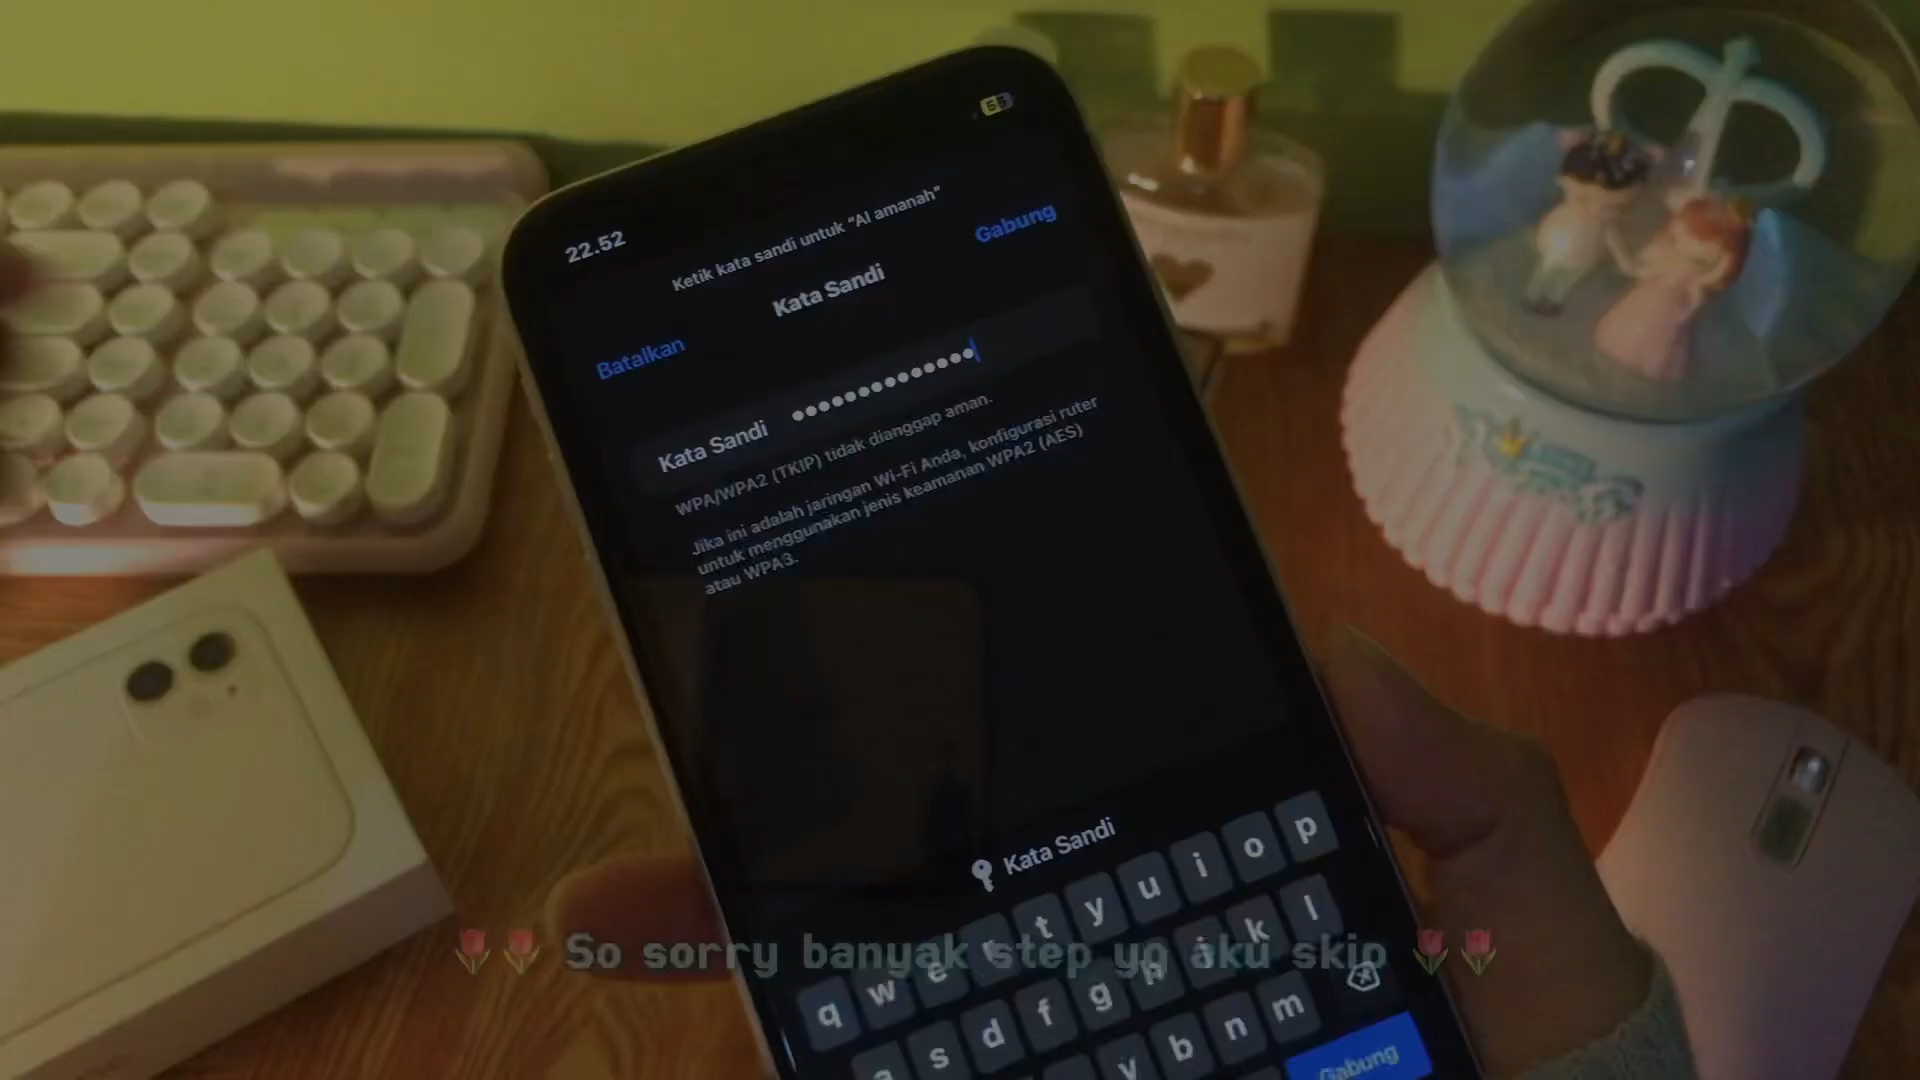 55
22.52
Ketik kata sandi untuk "Al amanah"
Gabung
Kata Sandi
Batalkan
Kata Sandi ••••••••••••••
WPA/WPA2 (TKIP) tidak dianggap aman.
Jika ini adalah jaringan Wi-Fi Anda, konfigurasi ruter
untuk menggunakan jenis keamanan WPA2 (AES)
atau WPA3.
Kata Sandi
q w e r t y u i o p
a s d f g h j k l
v b n m
Gabung
🌷🌷 So sorry banyak step yg aku skip 🌷🌷